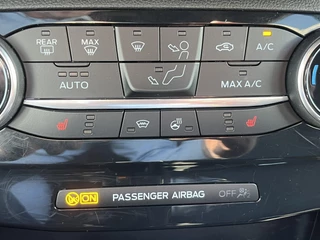 REAR MAX A/C
AUTO MAX A/C
ON PASSENGER AIRBAG OFF